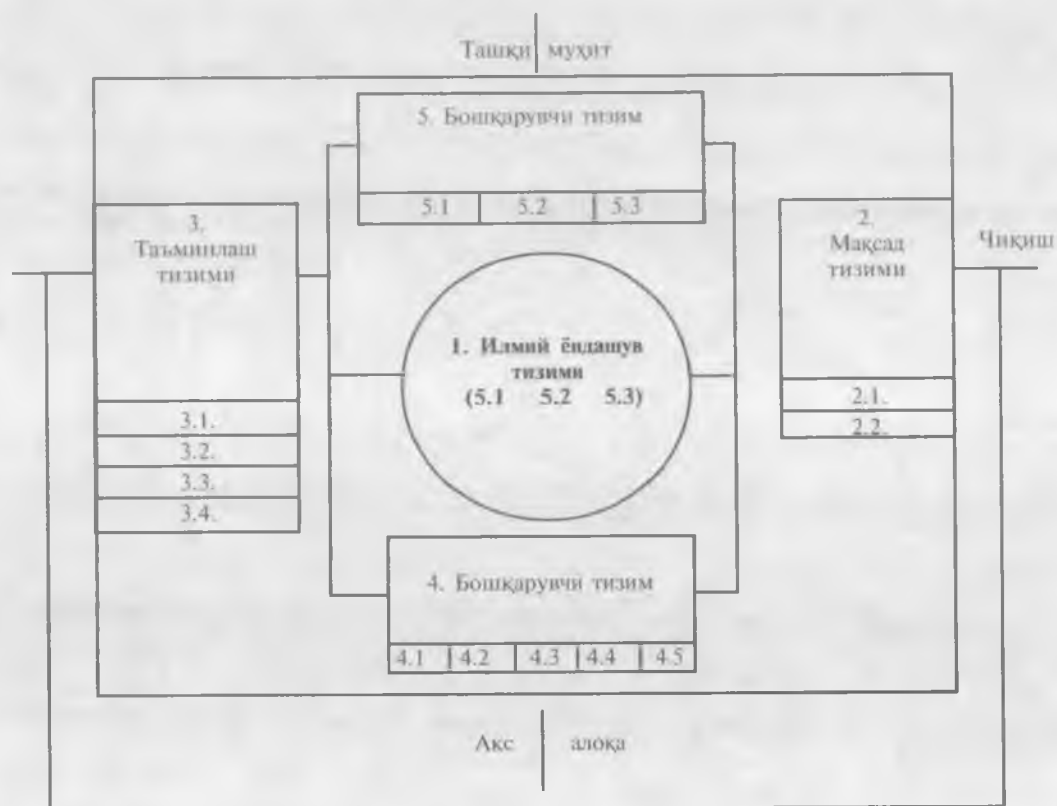 Ташқи муҳит
5. Бошқарувчи тизим
5.1 5.2 5.3
3.
Таъминлаш
тизими
3.1.
3.2.
3.3.
3.4.
1. Илмий ёндашув
тизими
(5.1 5.2 5.3)
2.
Мақсад
тизими
2.1.
2.2.
Чиқиш
4. Бошқарувчи тизим
4.1 4.2 4.3 4.4 4.5
Акс алоқа